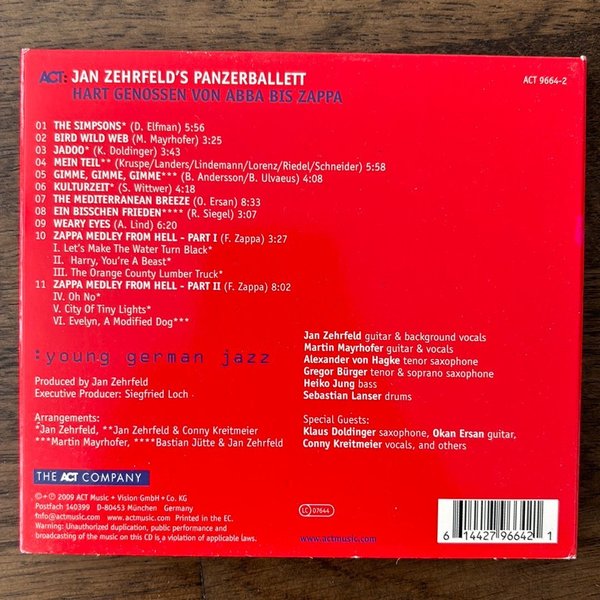 ACT: JAN ZEHRFELD'S PANZERBALLETT
ACT 9664-2
HART GENOSSEN VON ABBA BIS ZAPPA
01 THE SIMPSONS* (D. Elfman) 5:56
02 BIRD WILD WEB (M. Mayrhofer) 3:25
03 JADOO* (K. Doldinger) 3:43
04 MEIN TEIL** (Kruspe/Landers/Lindemann/Lorenz/Riedel/Schneider) 5:58
05 GIMME, GIMME, GIMME*** (B. Andersson/B. Ulvaeus) 4:08
06 KULTURZEIT* (S. Wittwer) 4:18
07 THE MEDITERRANEAN BREEZE (O. Ersan) 8:33
08 EIN BISSCHEN FRIEDEN**** (R. Siegel) 3:07
09 WEARY EYES (A. Lind) 6:20
10 ZAPPA MEDLEY FROM HELL - PART I (F. Zappa) 3:27
I. Let's Make The Water Turn Black*
II. Harry, You're A Beast*
III. The Orange County Lumber Truck*
11 ZAPPA MEDLEY FROM HELL - PART II (F. Zappa) 8:02
IV. Oh No*
V. City Of Tiny Lights*
VI. Evelyn, A Modified Dog***
:young german jazz
Produced by Jan Zehrfeld
Executive Producer: Siegfried Loch
Arrangements:
*Jan Zehrfeld, **Jan Zehrfeld & Conny Kreitmeier
***Martin Mayrhofer, ****Bastian Jütte & Jan Zehrfeld
Jan Zehrfeld guitar & background vocals
Martin Mayrhofer guitar & vocals
Alexander von Hagke tenor saxophone
Gregor Bürger tenor & soprano saxophone
Heiko Jung bass
Sebastian Lanser drums
Special Guests:
Klaus Doldinger saxophone, Okan Ersan guitar,
Conny Kreitmeier vocals, and others
THE ACT COMPANY
©+℗ 2009 ACT Music + Vision GmbH + Co. KG
Postfach 140399 D-80453 München Germany
info@actmusic.com www.actmusic.com Printed in the EC.
Warning: Unauthorized duplication, public performance and
broadcasting of the music on this CD is a violation of applicable laws.
LC 07644
www.actmusic.com
6 14427 96642 1